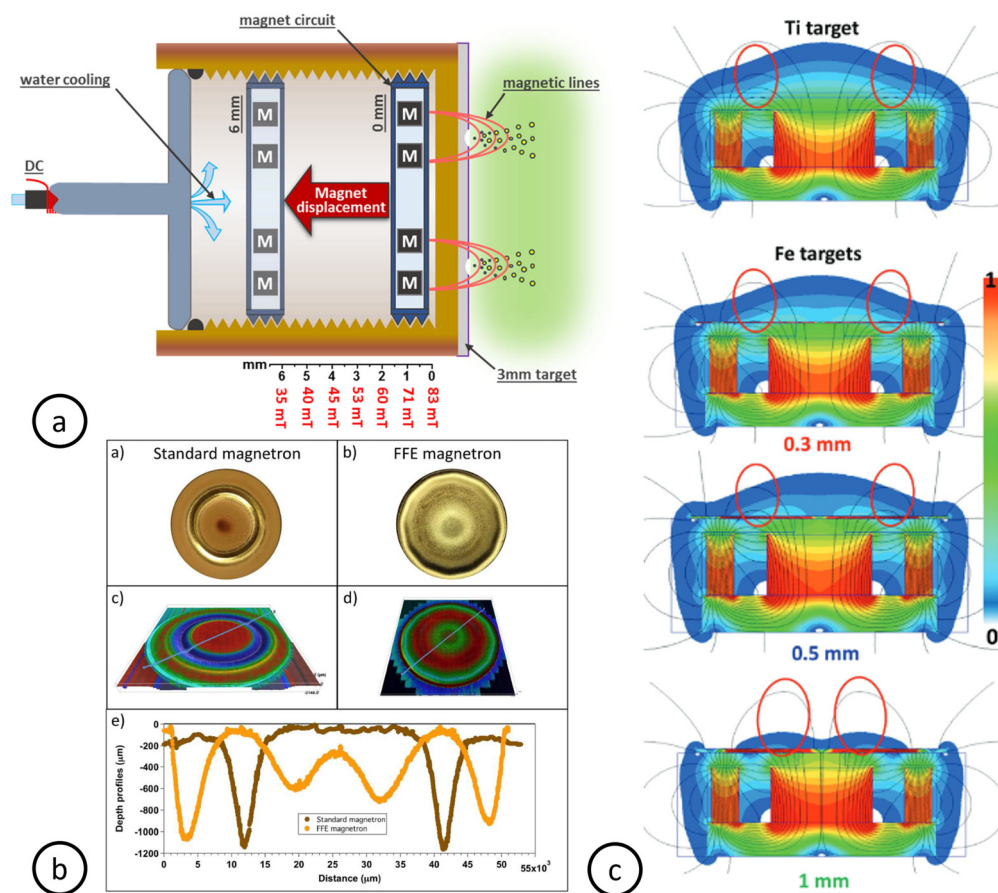 magnet circuit
water cooling
6 mm
0 mm
magnetic lines
DC
M
M
M
M
M
M
M
M
Magnet
displacement
3mm target
mm
6 5 4 3 2 1 0
35 mT
40 mT
45 mT
53 mT
60 mT
71 mT
83 mT
a
a) Standard magnetron
b) FFE magnetron
c)
d)
e)
Depth profiles (μm)
0
-200
-400
-600
-800
-1000
-1200
Standard magnetron
FFE magnetron
0 5 10 15 20 25 30 35 40 45 50 55x10³
Distance (μm)
b
Ti target
Fe targets
1
0.3 mm
0.5 mm
0
1 mm
c